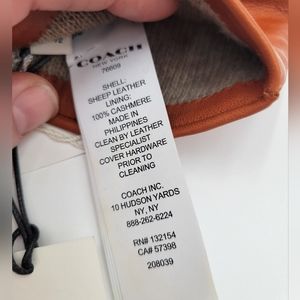 COACH
NEW YORK
76609
SHELL:
SHEEP LEATHER
LINING:
100% CASHMERE
MADE IN
PHILIPPINES
CLEAN BY LEATHER
SPECIALIST
COVER HARDWARE
PRIOR TO
CLEANING
COACH INC.
10 HUDSON YARDS
NY, NY
888-262-6224
RN# 132154
CA# 57398
208039